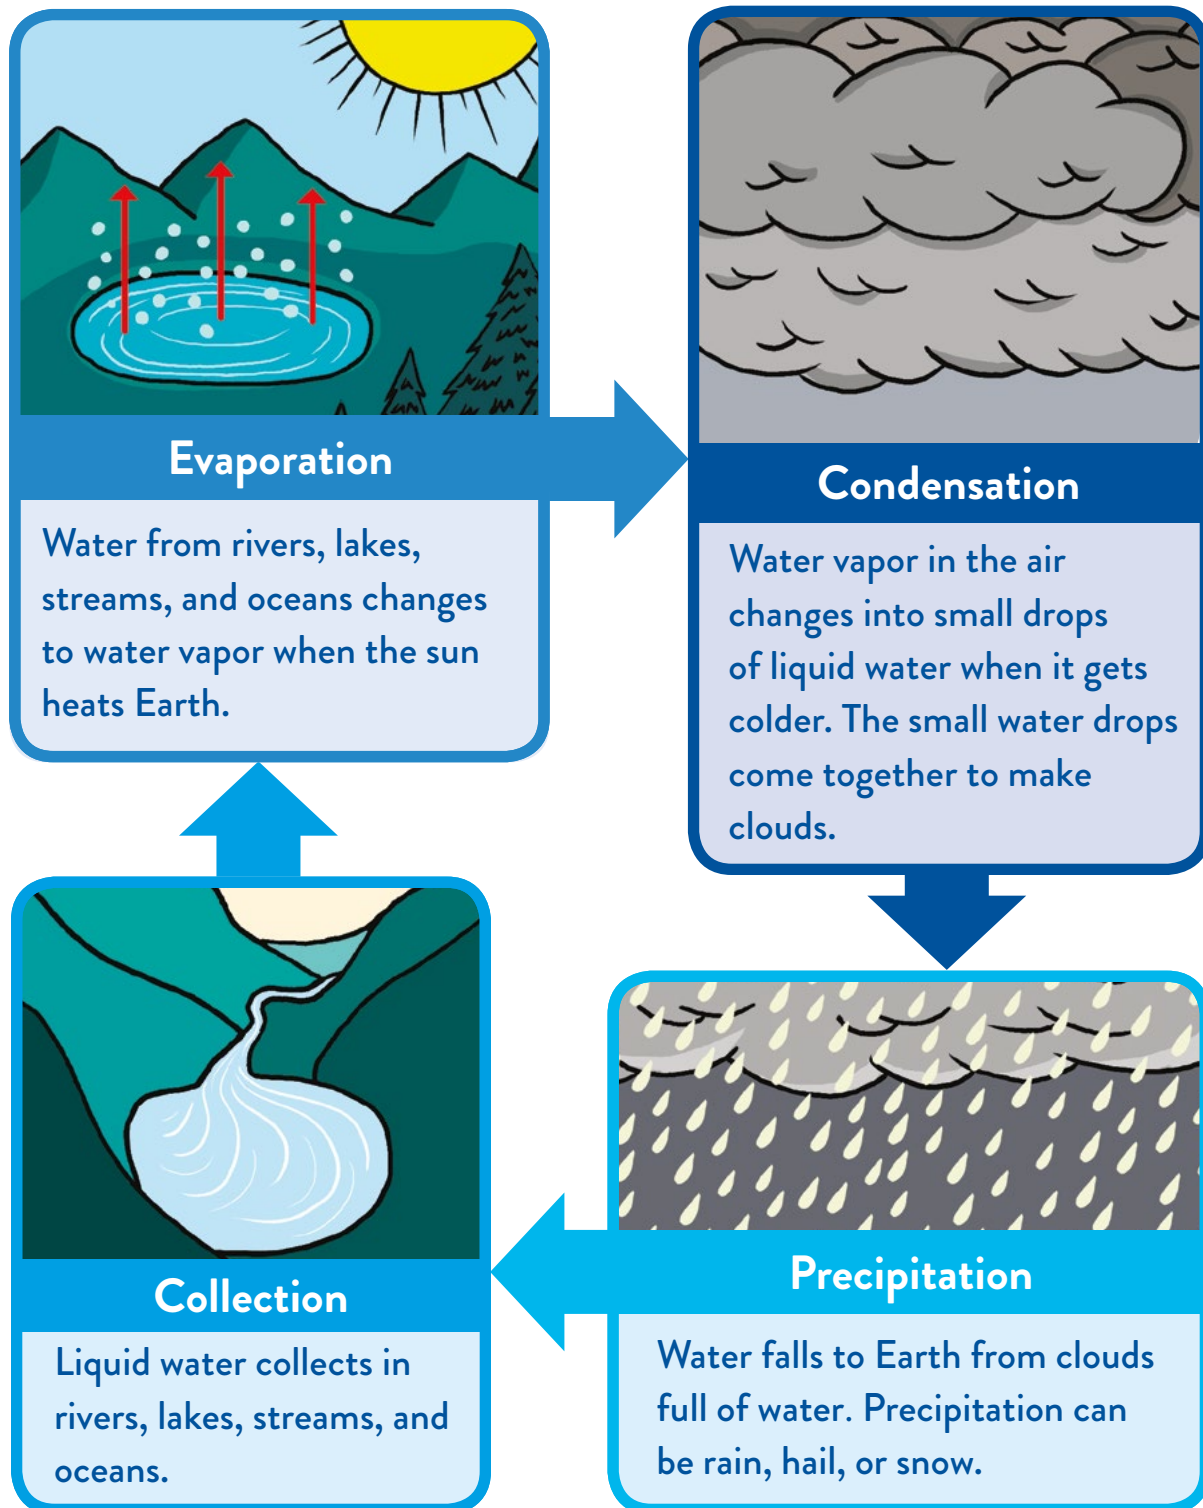 Evaporation
Water from rivers, lakes,
streams, and oceans changes
to water vapor when the sun
heats Earth.
Condensation
Water vapor in the air
changes into small drops
of liquid water when it gets
colder. The small water drops
come together to make
clouds.
Precipitation
Water falls to Earth from clouds
full of water. Precipitation can
be rain, hail, or snow.
Collection
Liquid water collects in
rivers, lakes, streams, and
oceans.